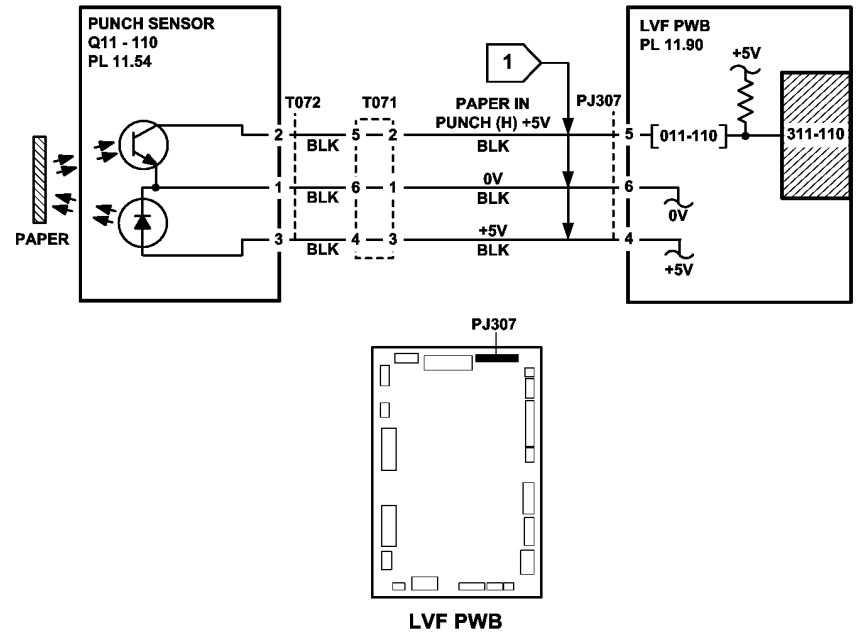 PUNCH SENSOR
Q11 - 110
PL 11.54
LVF PWB
PL 11.90
+5V
1
T072
T071
PAPER IN
PUNCH (H) +5V
PJ307
2
BLK
5
2
BLK
5
011-110
311-110
1
BLK
6
1
0V
BLK
6
0V
PAPER
3
BLK
4
3
+5V
BLK
4
+5V
PJ307
LVF PWB